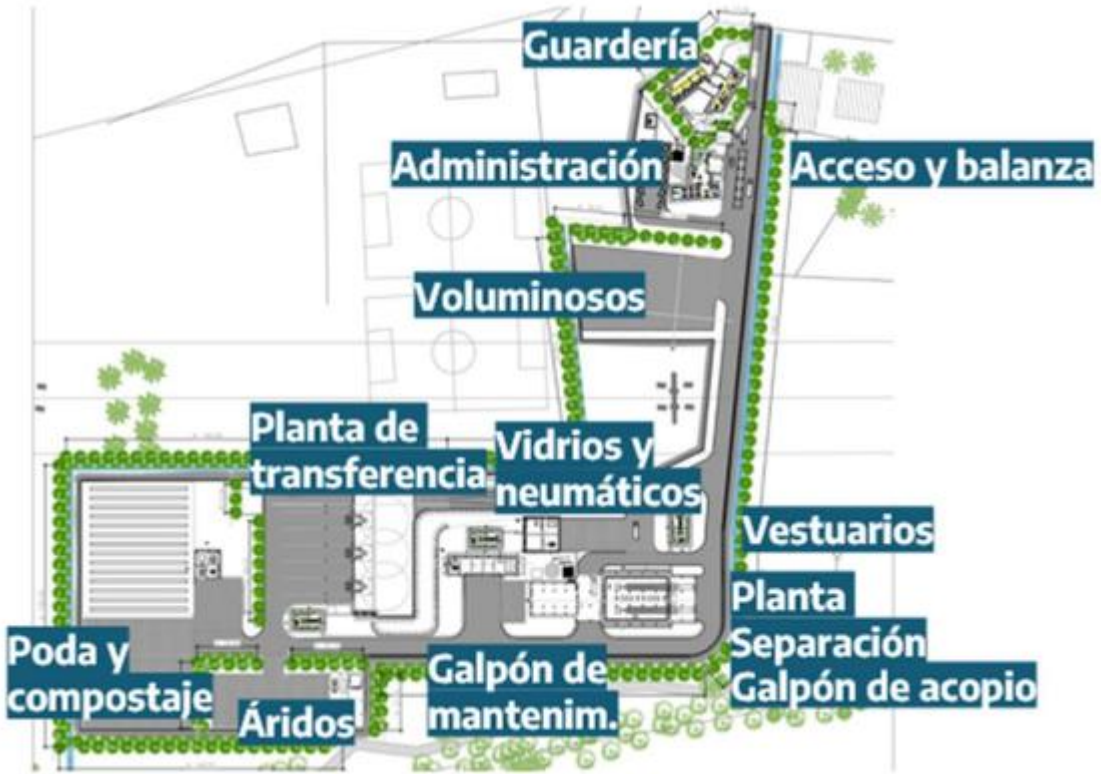 Guardería
Administración
Acceso y balanza
Voluminosos
Planta de
transferencia
Vidrios y
neumáticos
Vestuarios
Planta
Separación
Galpón de acopio
Poda y
compostaje
Áridos
Galpón de
mantenim.